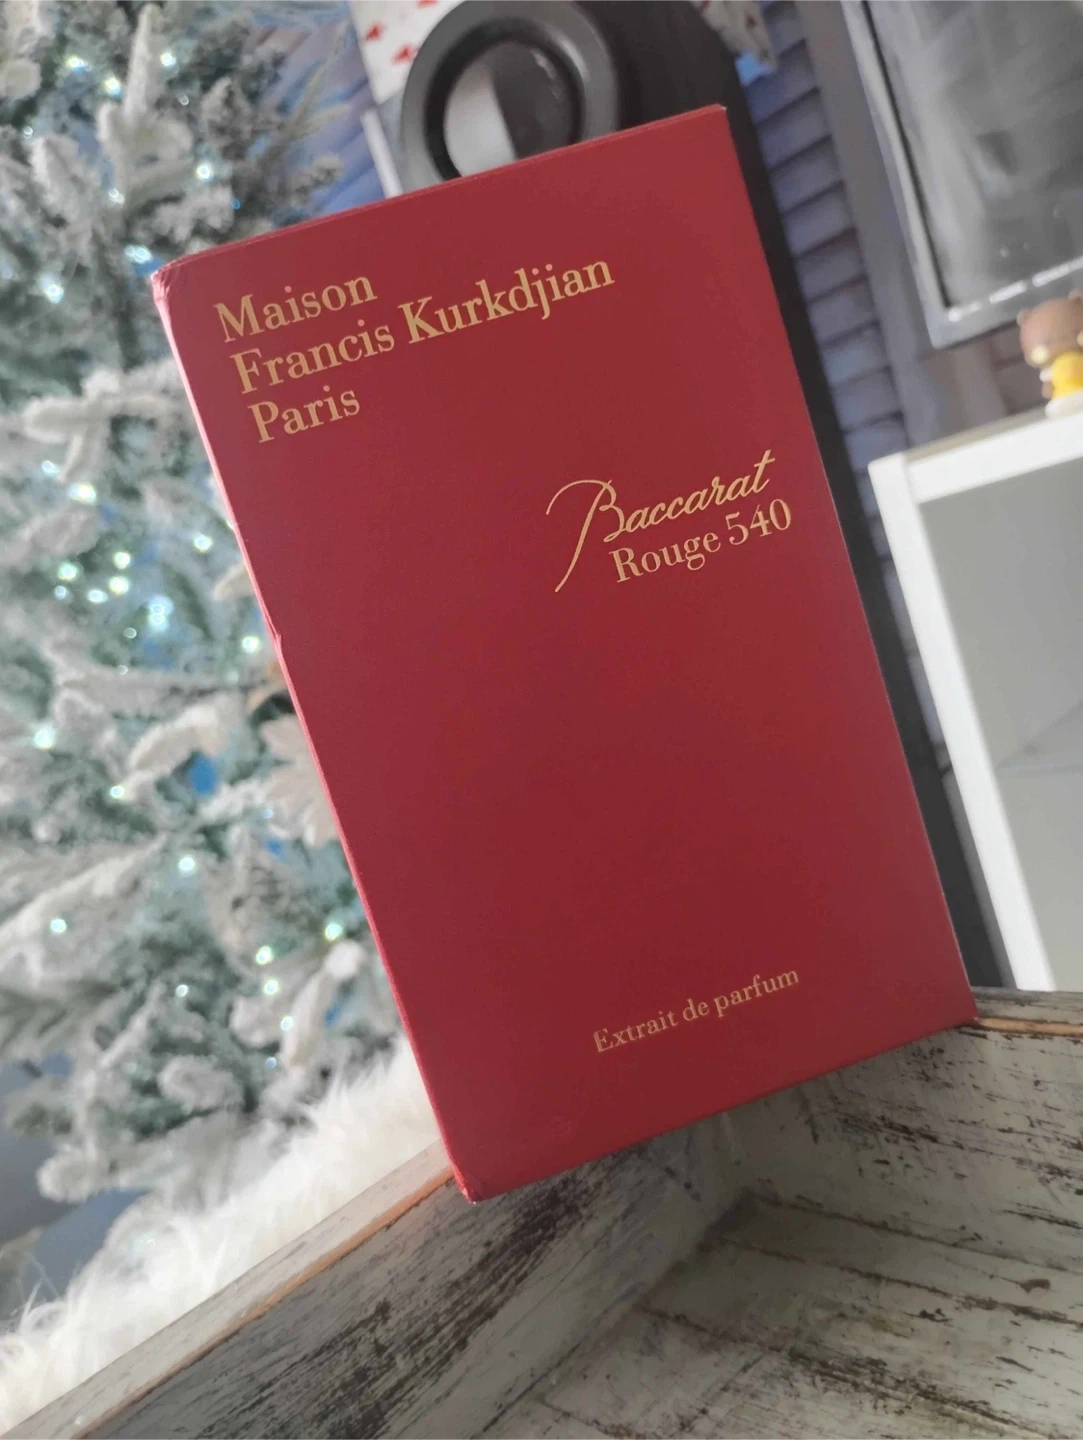 Maison
Francis Kurkdjian
Paris
Baccarat
Rouge 540
Extrait de parfum